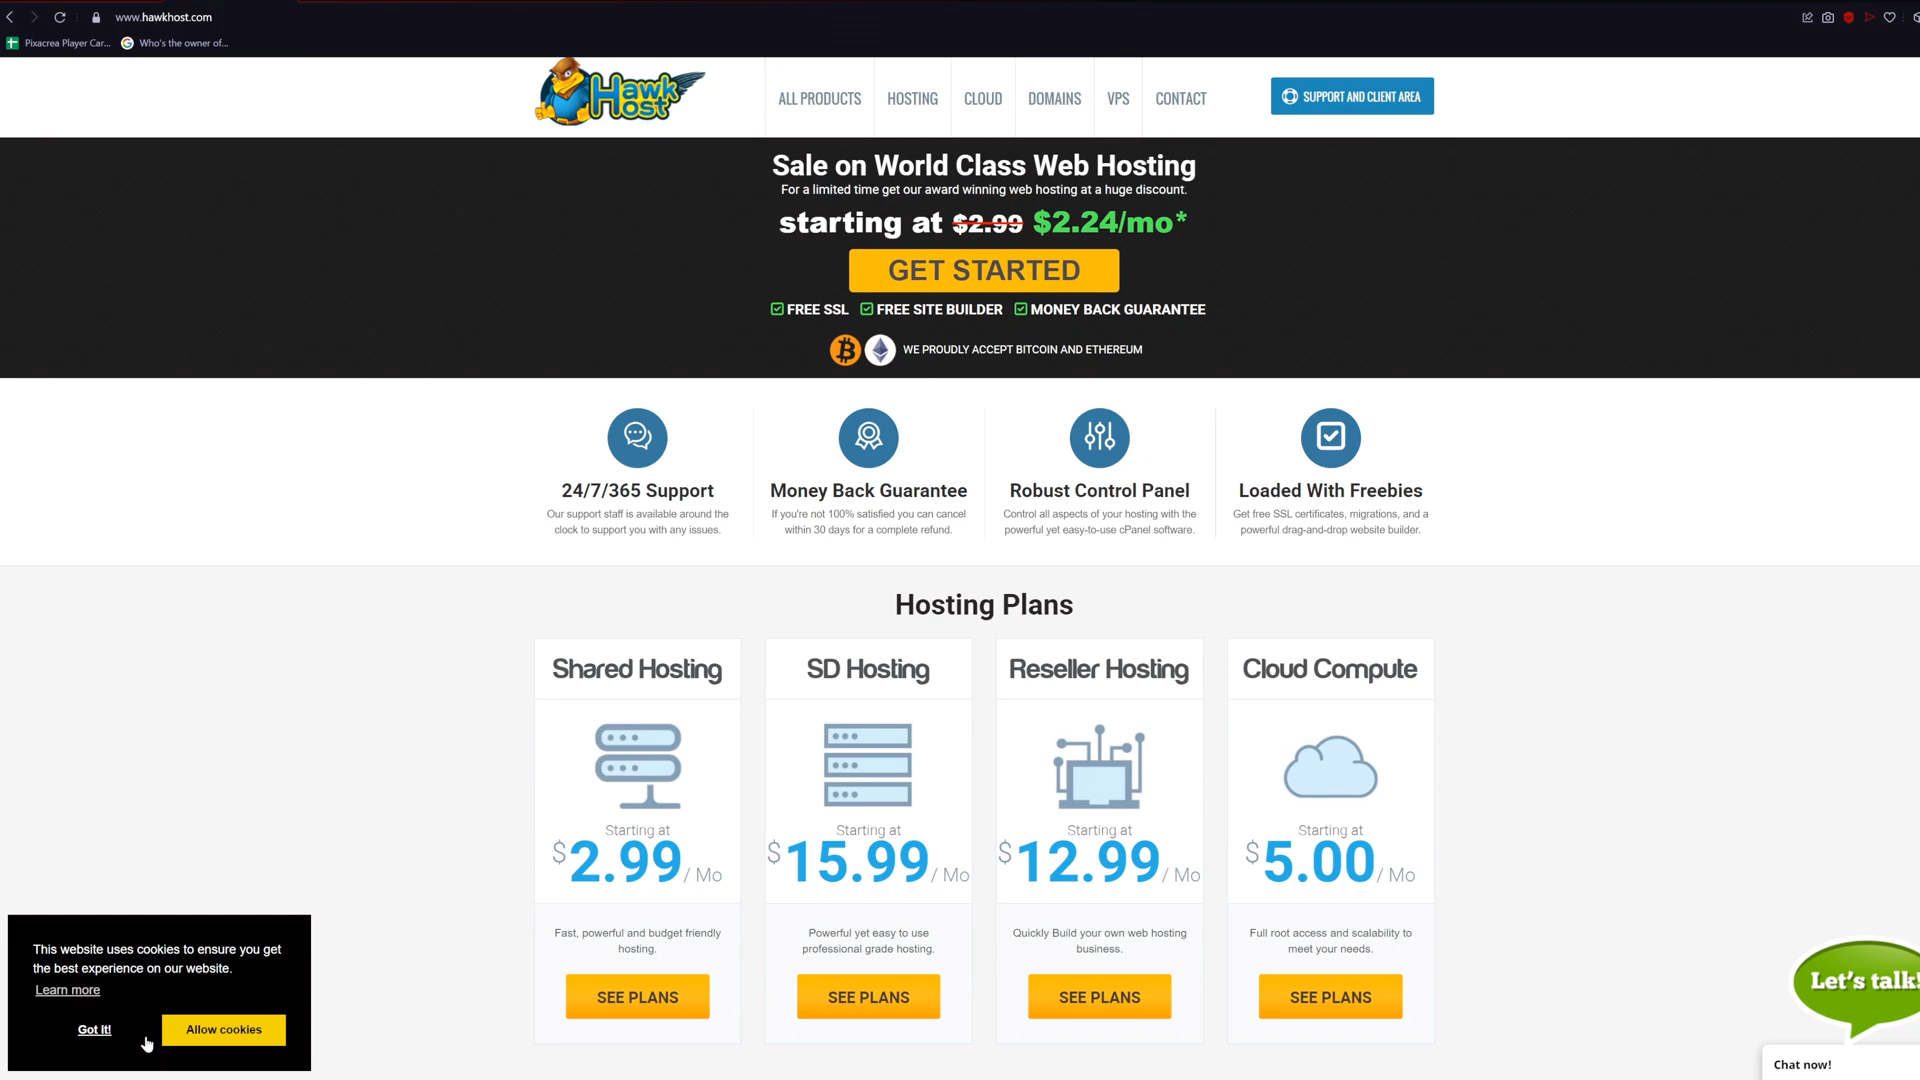 www.hawkhost.com
Pixacrea Player Car...
Who's the owner of...
Hawk
Host
ALL PRODUCTS
HOSTING
CLOUD
DOMAINS
VPS
CONTACT
SUPPORT AND CLIENT AREA
Sale on World Class Web Hosting
For a limited time get our award winning web hosting at a huge discount.
starting at $2.99 $2.24/mo*
GET STARTED
FREE SSL FREE SITE BUILDER MONEY BACK GUARANTEE
WE PROUDLY ACCEPT BITCOIN AND ETHEREUM
24/7/365 Support
Our support staff is available around the
clock to support you with any issues.
Money Back Guarantee
If you're not 100% satisfied you can cancel
within 30 days for a complete refund.
Robust Control Panel
Control all aspects of your hosting with the
powerful yet easy-to-use cPanel software.
Loaded With Freebies
Get free SSL certificates, migrations, and a
powerful drag-and-drop website builder.
Hosting Plans
Shared Hosting
Starting at
$2.99/ Mo
Fast, powerful and budget friendly
hosting.
SEE PLANS
SD Hosting
Starting at
$15.99/ Mo
Powerful yet easy to use
professional grade hosting.
SEE PLANS
Reseller Hosting
Starting at
$12.99/ Mo
Quickly Build your own web hosting
business.
SEE PLANS
Cloud Compute
Starting at
$5.00/ Mo
Full root access and scalability to
meet your needs.
SEE PLANS
This website uses cookies to ensure you get
the best experience on our website.
Learn more
Got it!
Allow cookies
Let's talk!
Chat now!